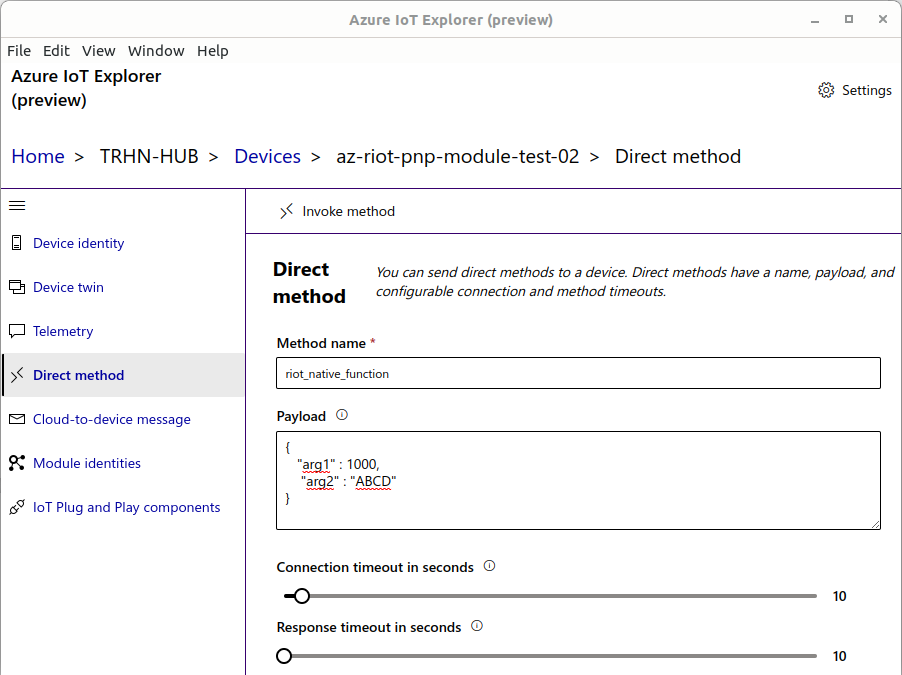 Azure IoT Explorer (preview)
File Edit View Window Help
Azure IoT Explorer
(preview)
Settings
Home > TRHN-HUB > Devices > az-riot-pnp-module-test-02 > Direct method
Device identity
Device twin
Telemetry
Direct method
Cloud-to-device message
Module identities
IoT Plug and Play components
Invoke method
Direct
method
You can send direct methods to a device. Direct methods have a name, payload, and
configurable connection and method timeouts.
Method name *
riot_native_function
Payload
{
"arg1" : 1000,
"arg2" : "ABCD"
}
Connection timeout in seconds
10
Response timeout in seconds
10